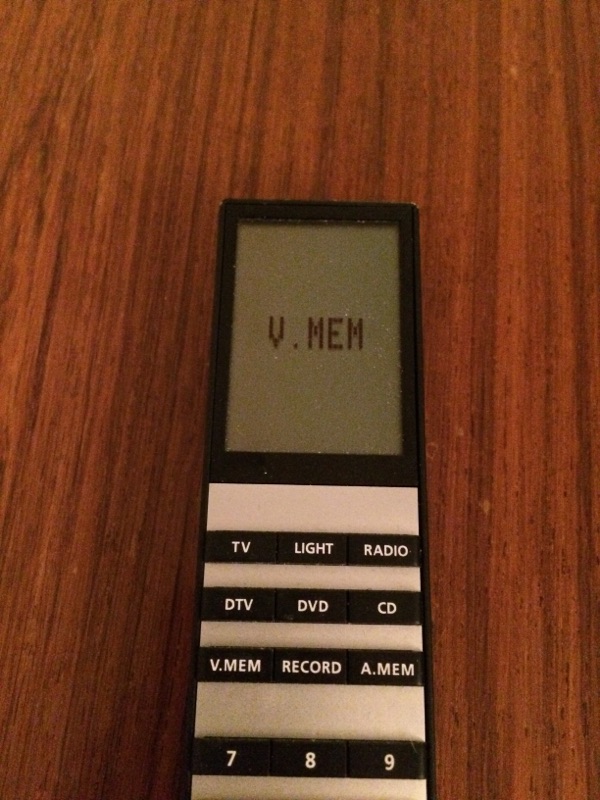 V.MEM
TV LIGHT RADIO
DTV DVD CD
V.MEM RECORD A.MEM
7 8 9